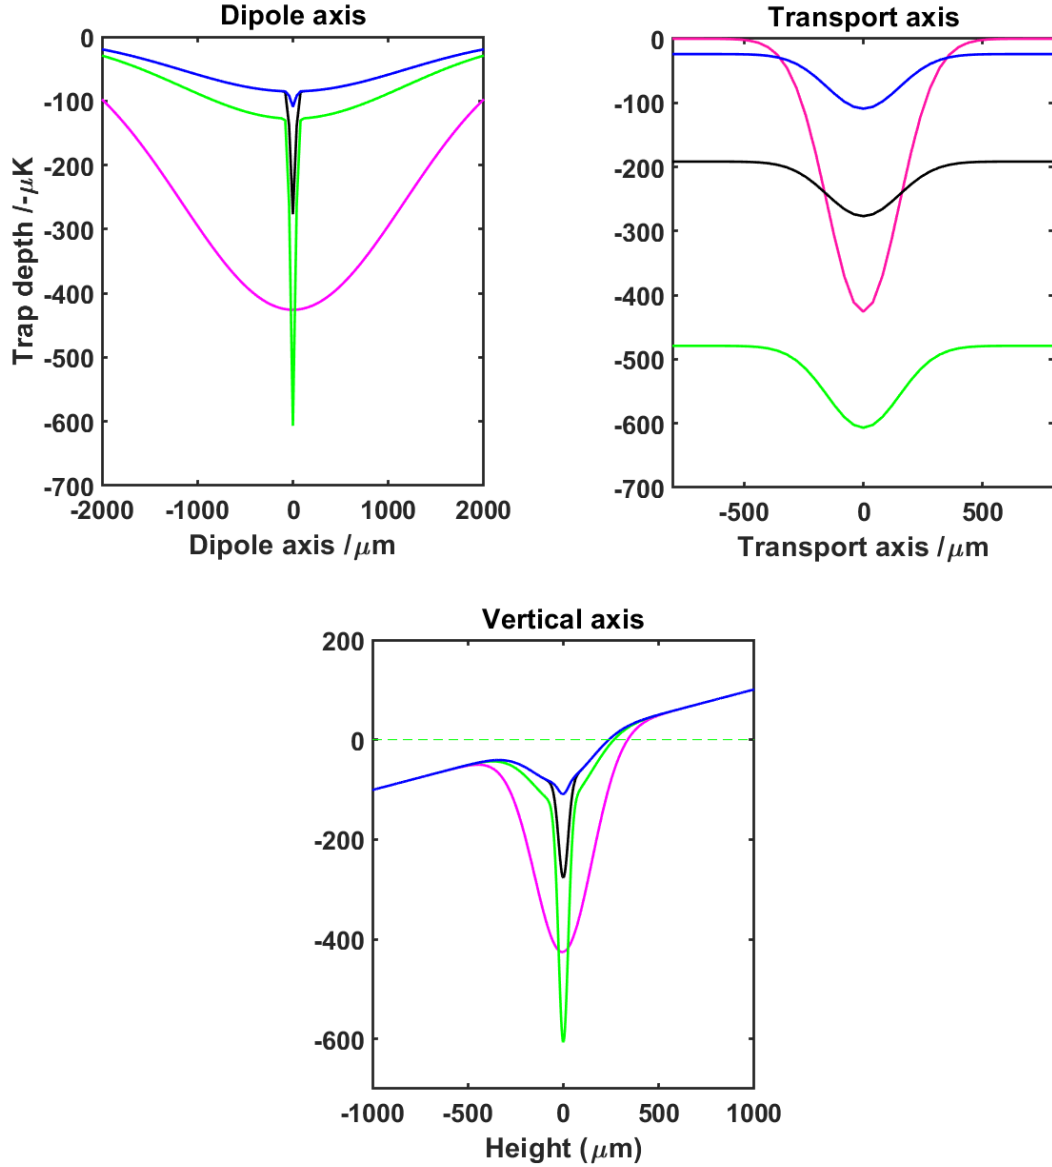 Dipole axis
0
-100
-200
-300
-400
-500
-600
-700
Trap depth /-μK
-2000 -1000 0 1000 2000
Dipole axis /μm
Transport axis
0
-100
-200
-300
-400
-500
-600
-700
-500 0 500
Transport axis /μm
Vertical axis
200
0
-200
-400
-600
-1000 -500 0 500 1000
Height (μm)